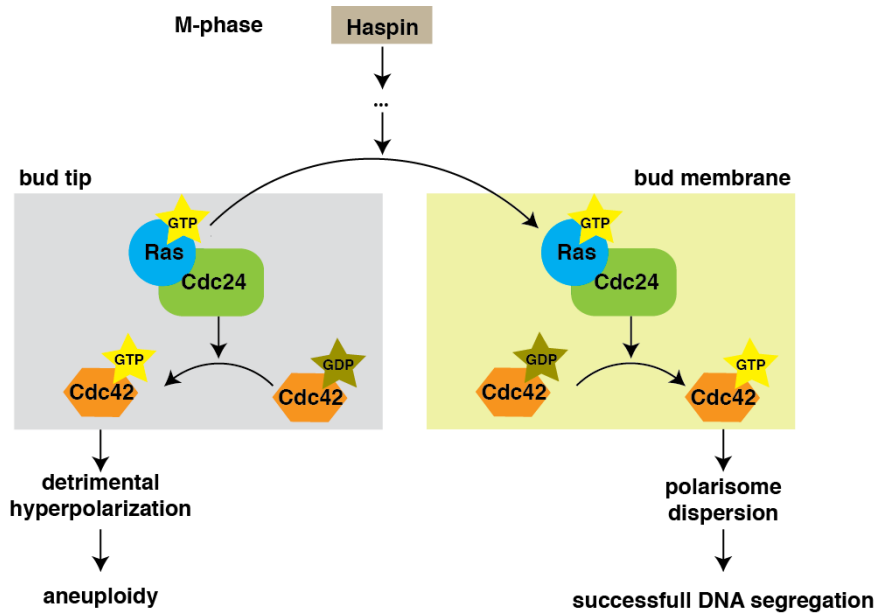 M-phase
Haspin
...
bud tip
bud membrane
GTP
Ras
Cdc24
GTP
Ras
Cdc24
GTP
Cdc42
GDP
Cdc42
GDP
Cdc42
GTP
Cdc42
detrimental
hyperpolarization
polarisome
dispersion
aneuploidy
successfull DNA segregation